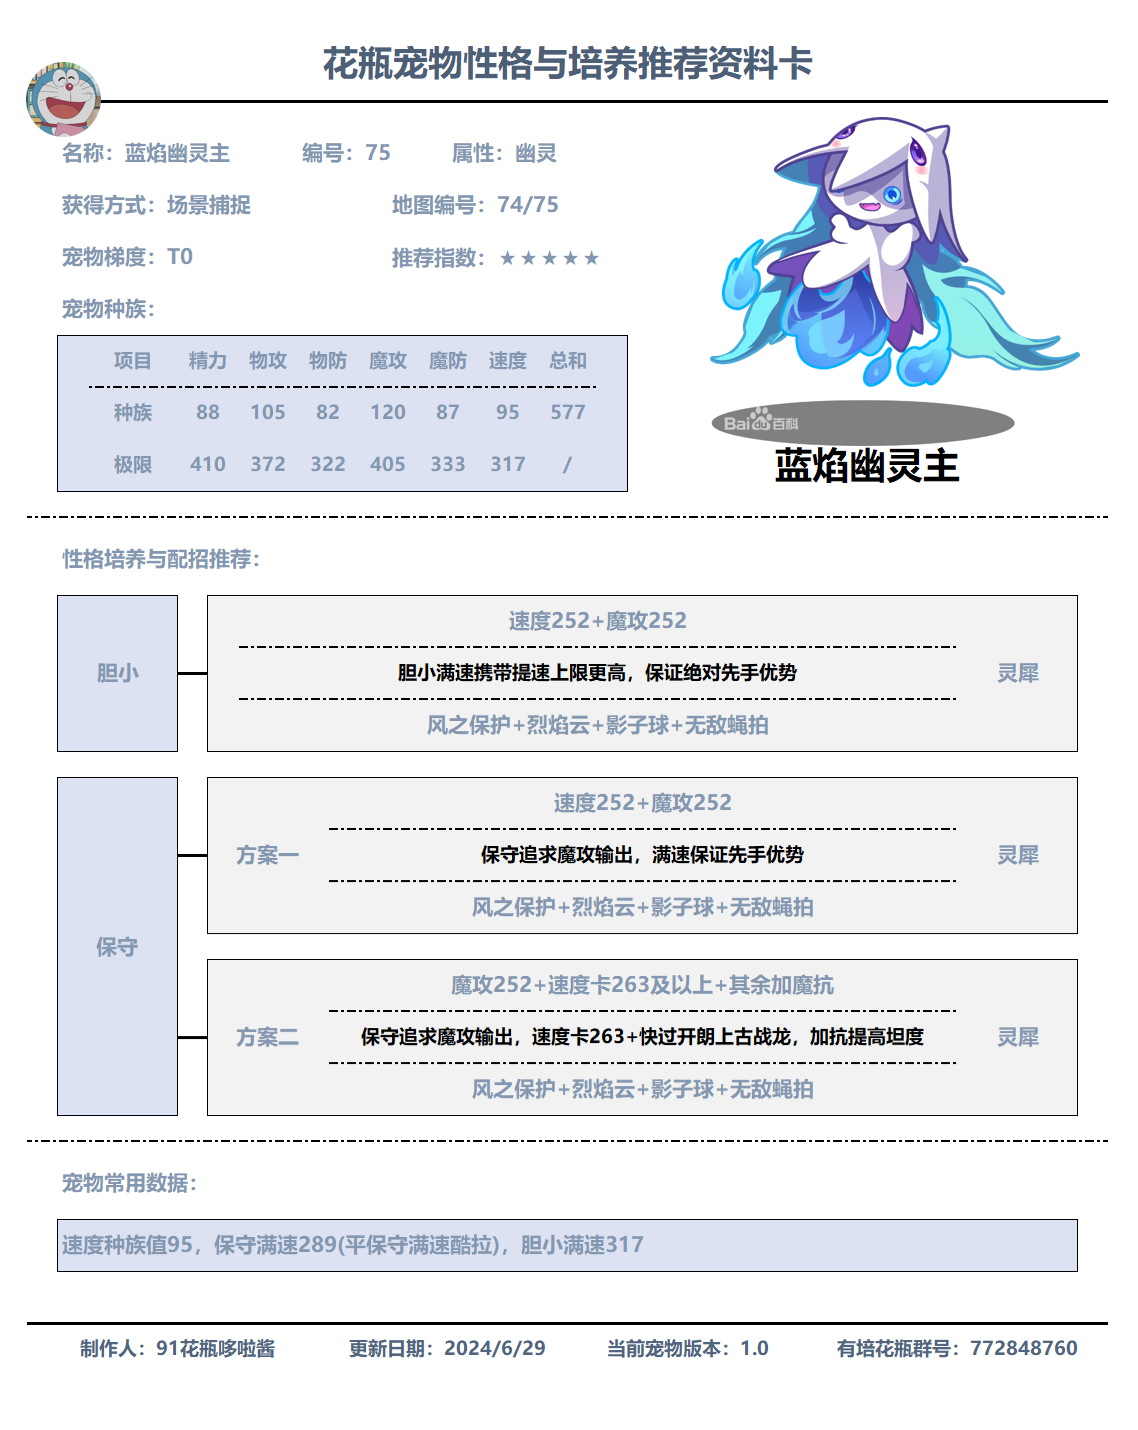 花瓶宠物性格与培养推荐资料卡
名称：蓝焰幽灵主 编号：75 属性：幽灵
获得方式：场景捕捉 地图编号：74/75
宠物梯度：T0 推荐指数：★★★★★
宠物种族：
项目 精力 物攻 物防 魔攻 魔防 速度 总和
种族 88 105 82 120 87 95 577
极限 410 372 322 405 333 317 /
Baidu百科
蓝焰幽灵主
性格培养与配招推荐：
胆小
速度252+魔攻252
胆小满速携带提速上限更高，保证绝对先手优势
风之保护+烈焰云+影子球+无敌蝇拍
灵犀
保守
方案一
速度252+魔攻252
保守追求魔攻输出，满速保证先手优势
风之保护+烈焰云+影子球+无敌蝇拍
灵犀
方案二
魔攻252+速度卡263及以上+其余加魔抗
保守追求魔攻输出，速度卡263+快过开朗上古战龙，加抗提高坦度
风之保护+烈焰云+影子球+无敌蝇拍
灵犀
宠物常用数据：
速度种族值95，保守满速289(平保守满速酷拉)，胆小满速317
制作人：91花瓶哆啦酱 更新日期：2024/6/29 当前宠物版本：1.0 有培花瓶群号：772848760